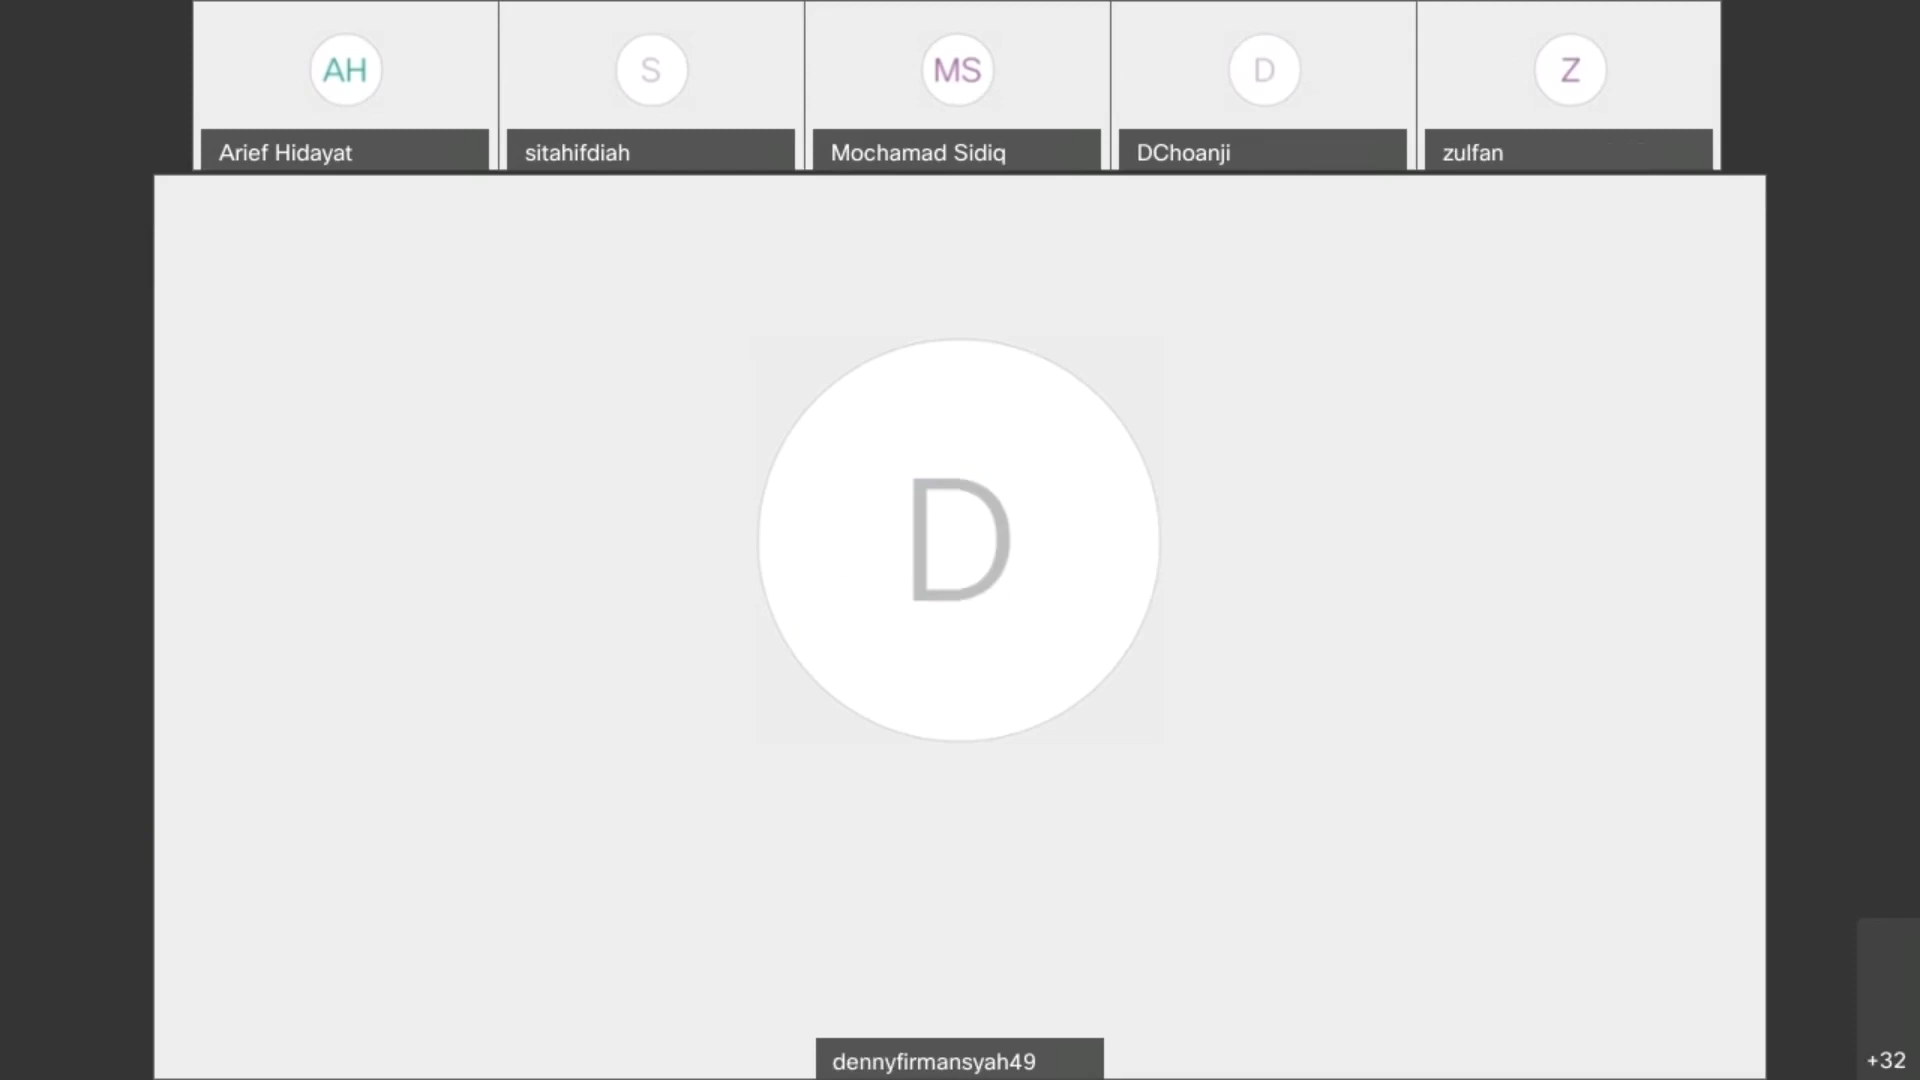 AH
S
MS
D
Z
Arief Hidayat
sitahifdiah
Mochamad Sidiq
DChoanji
zulfan
D
dennyfirmansyah49
+32